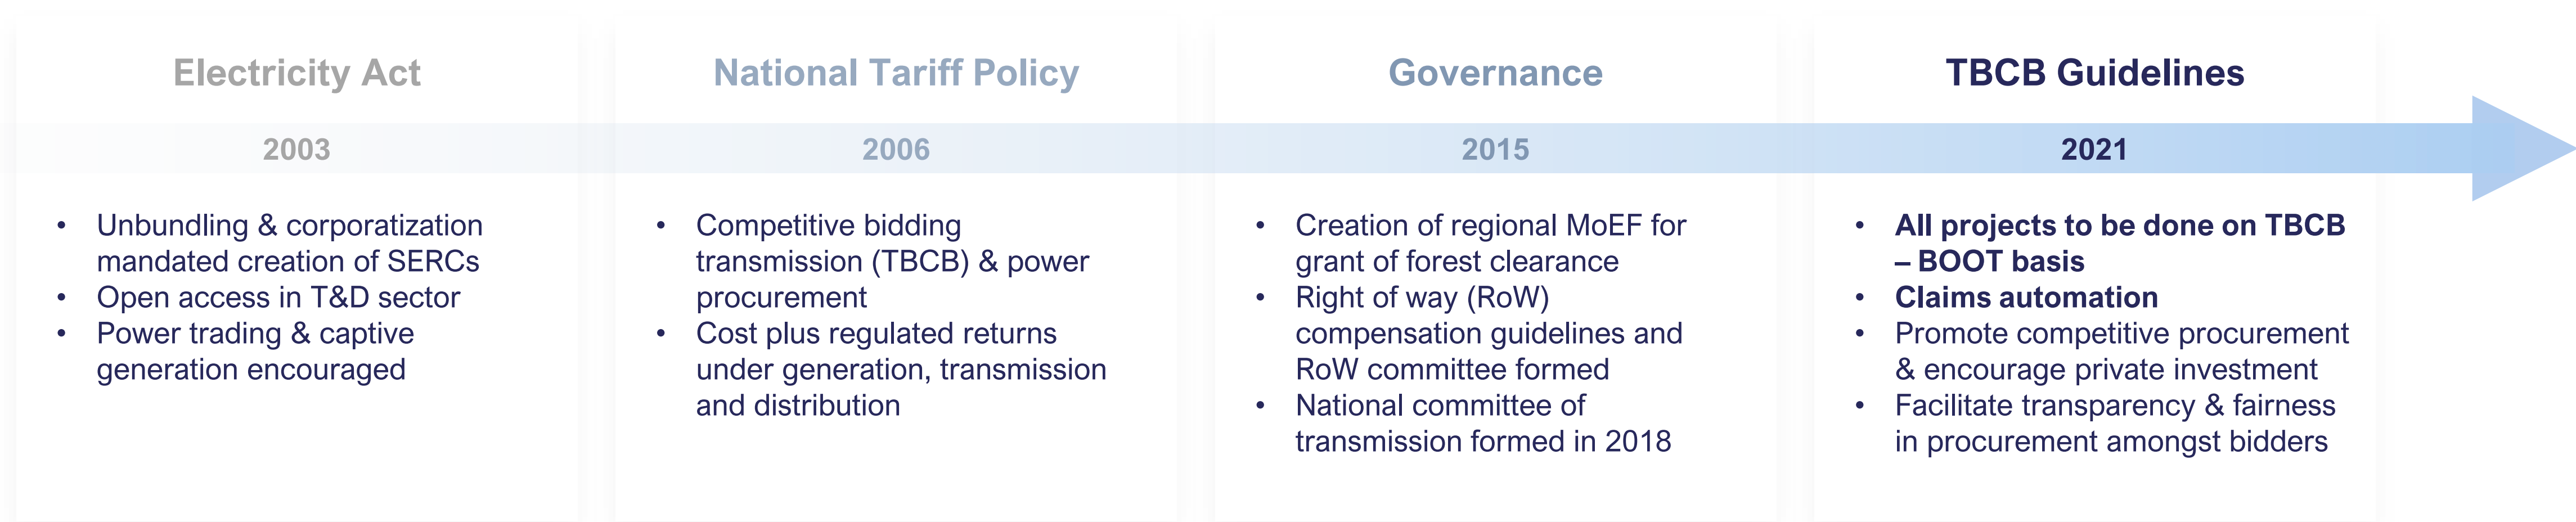 Electricity Act
2003
• Unbundling & corporatization
mandated creation of SERCs
• Open access in T&D sector
• Power trading & captive
generation encouraged
National Tariff Policy
2006
• Competitive bidding
transmission (TBCB) & power
procurement
• Cost plus regulated returns
under generation, transmission
and distribution
Governance
2015
• Creation of regional MoEF for
grant of forest clearance
• Right of way (RoW)
compensation guidelines and
RoW committee formed
• National committee of
transmission formed in 2018
TBCB Guidelines
2021
• All projects to be done on TBCB
– BOOT basis
• Claims automation
• Promote competitive procurement
& encourage private investment
• Facilitate transparency & fairness
in procurement amongst bidders